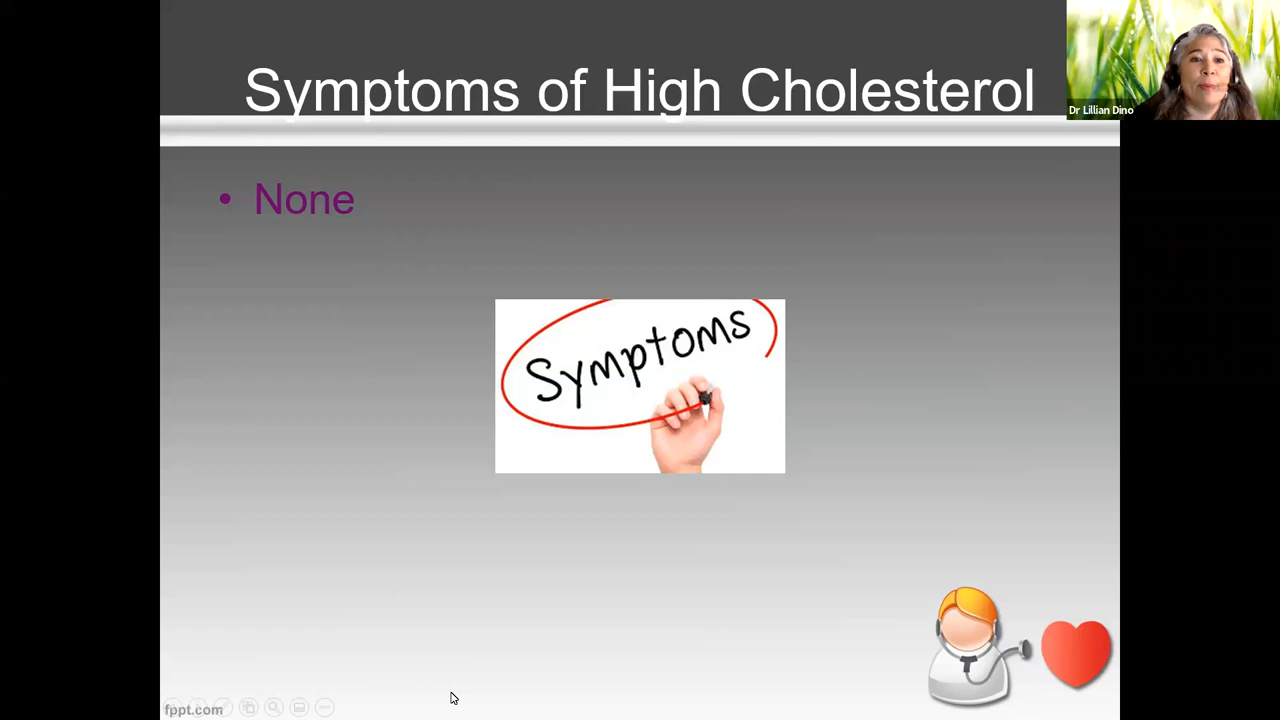 Symptoms of High Cholesterol
Dr Lillian Dino
• None
Symptoms
fppt.com